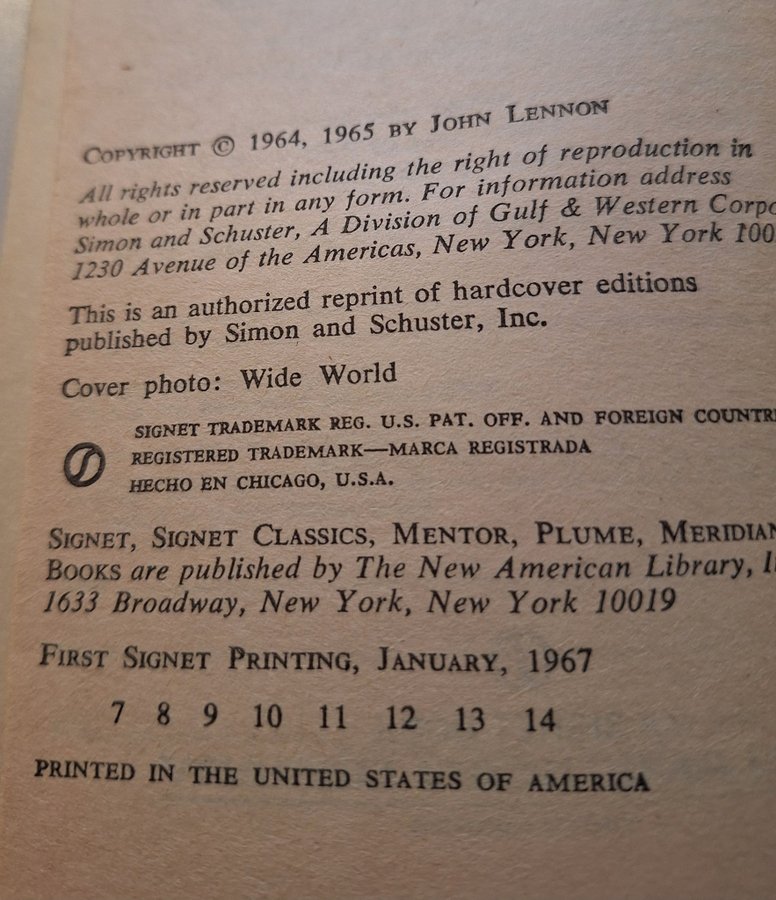 COPYRIGHT © 1964, 1965 BY JOHN LENNON
All rights reserved including the right of reproduction in
whole or in part in any form. For information address
Simon and Schuster, A Division of Gulf & Western Corpo
1230 Avenue of the Americas, New York, New York 100
This is an authorized reprint of hardcover editions
published by Simon and Schuster, Inc.
Cover photo: Wide World
SIGNET TRADEMARK REG. U.S. PAT. OFF. AND FOREIGN COUNTRI
REGISTERED TRADEMARK—MARCA REGISTRADA
HECHO EN CHICAGO, U.S.A.
SIGNET, SIGNET CLASSICS, MENTOR, PLUME, MERIDIAN
BOOKS are published by The New American Library,
1633 Broadway, New York, New York 10019
FIRST SIGNET PRINTING, JANUARY, 1967
7 8 9 10 11 12 13 14
PRINTED IN THE UNITED STATES OF AMERICA